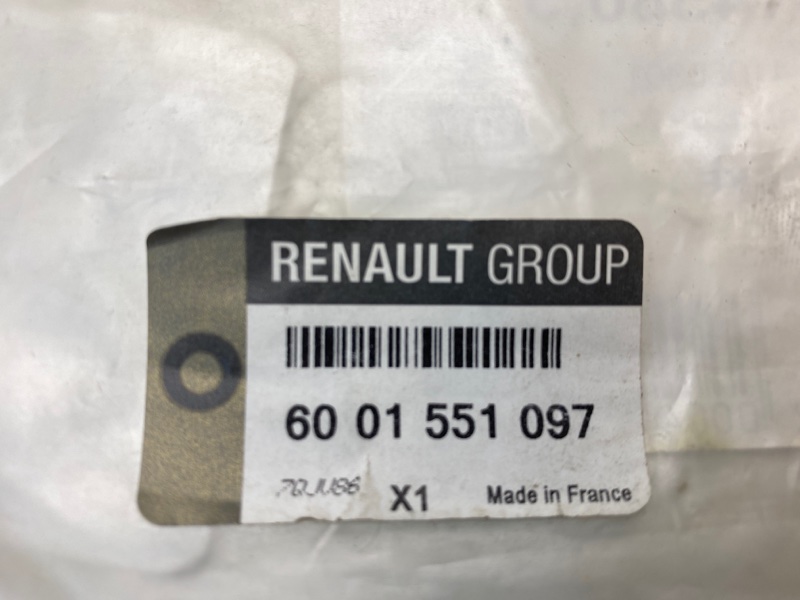 RENAULT GROUP
60 01 551 097
X1 Made in France